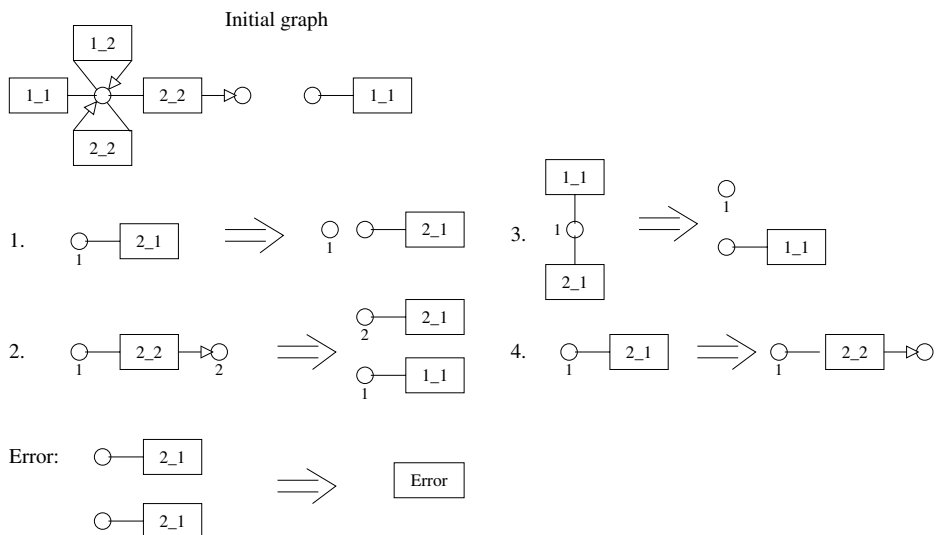 Initial graph
1_2
1_1 2_2 1_1
2_2
1_1
1. 1 2_1 1 2_1 3. 1 1
2_1 1_1
2. 1 2_2 2 2 2_1 4. 1 2_1 1 2_2
1 1_1
Error: 2_1
Error
2_1